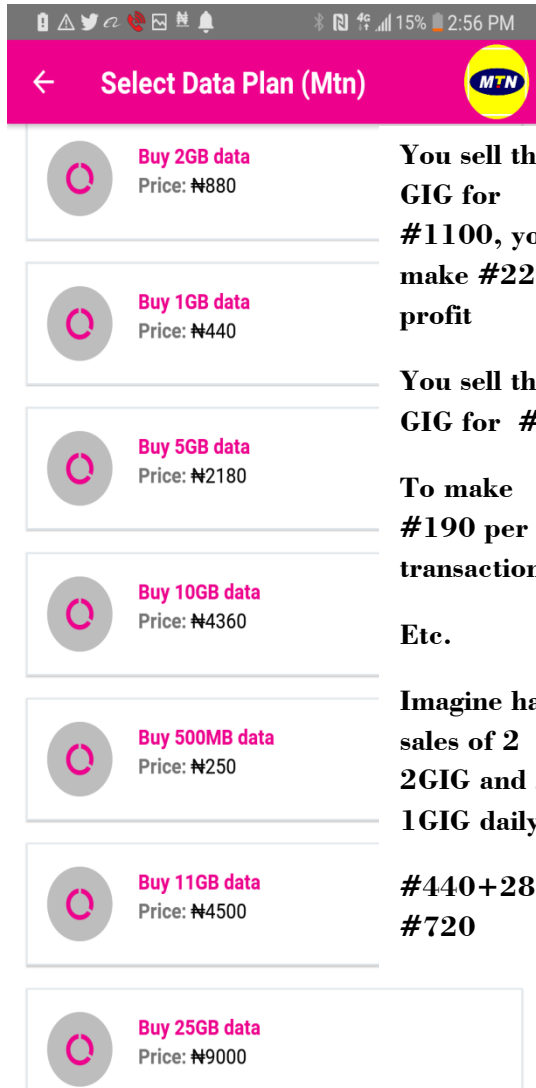 4G 15% 2:56 PM
Select Data Plan (Mtn)
MTN
Buy 2GB data
Price: ₦880
Buy 1GB data
Price: ₦440
Buy 5GB data
Price: ₦2180
Buy 10GB data
Price: ₦4360
Buy 500MB data
Price: ₦250
Buy 11GB data
Price: ₦4500
Buy 25GB data
Price: ₦9000
You sell th
GIG for
#1100, yo
make #22
profit
You sell th
GIG for #
To make
#190 per
transaction
Etc.
Imagine ha
sales of 2
2GIG and
1GIG daily
#440+28
#720